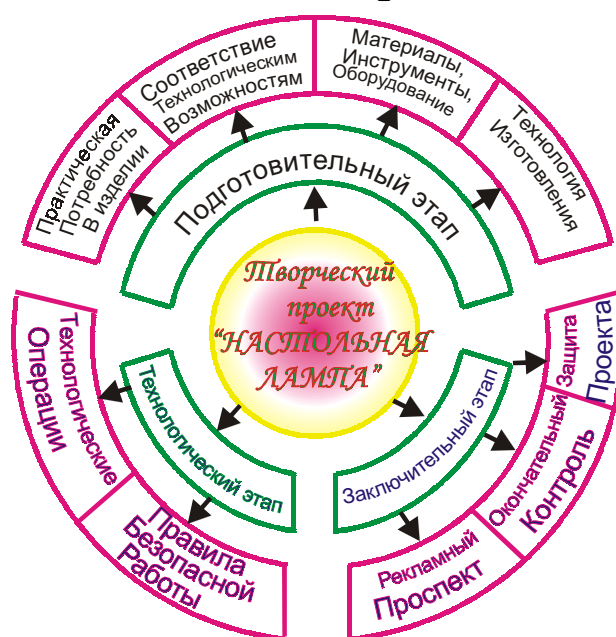 Практическая
Потребность
В изделии
Соответствие
Технологическим
Возможностям
Материалы,
Инструменты,
Оборудование
Технология
Изготовления
Подготовительный этап
Творческий
проект
“НАСТОЛЬНАЯ
ЛАМПА”
Технологический этап
Технологические
Операции
Правила
Безопасной
Работы
Заключительный этап
Рекламный
Проспект
Окончательный
Контроль
Защита
Проекта